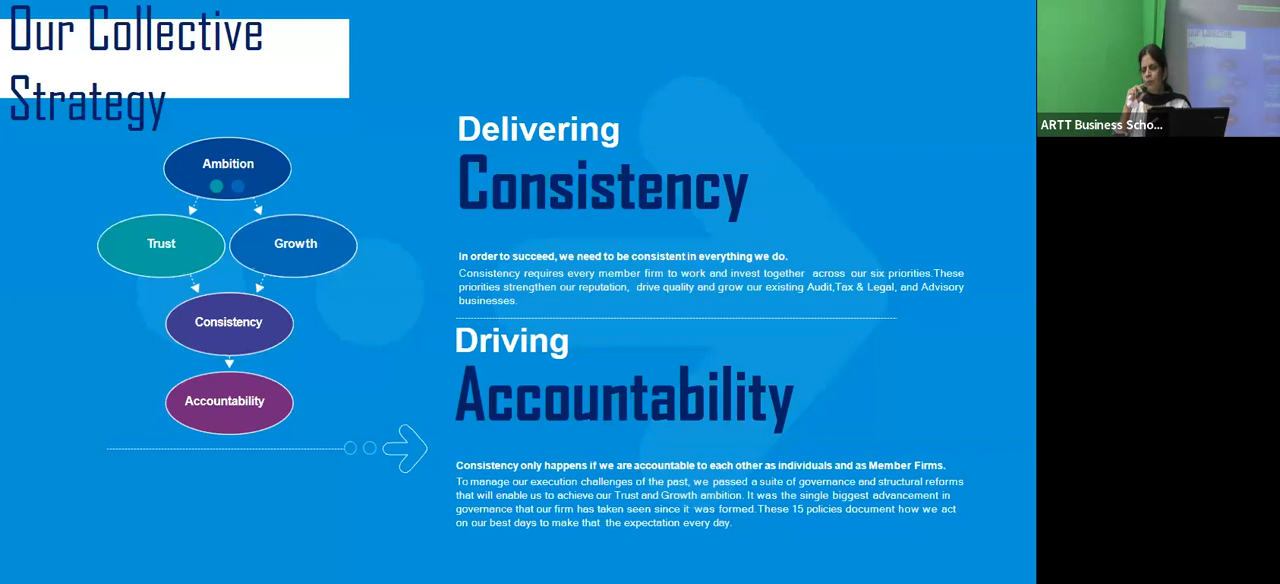 Our Collective
Strategy
Ambition
Trust
Growth
Consistency
Accountability
Delivering
Consistency
In order to succeed, we need to be consistent in everything we do.
Consistency requires every member firm to work and invest together across our six priorities.These
priorities strengthen our reputation, drive quality and grow our existing Audit,Tax & Legal, and Advisory
businesses.
Driving
Accountability
Consistency only happens if we are accountable to each other as individuals and as Member Firms.
To manage our execution challenges of the past, we passed a suite of governance and structural reforms
that will enable us to achieve our Trust and Growth ambition. It was the single biggest advancement in
governance that our firm has taken seen since it was formed.These 15 policies document how we act
on our best days to make that the expectation every day.
ARTT Business Scho...